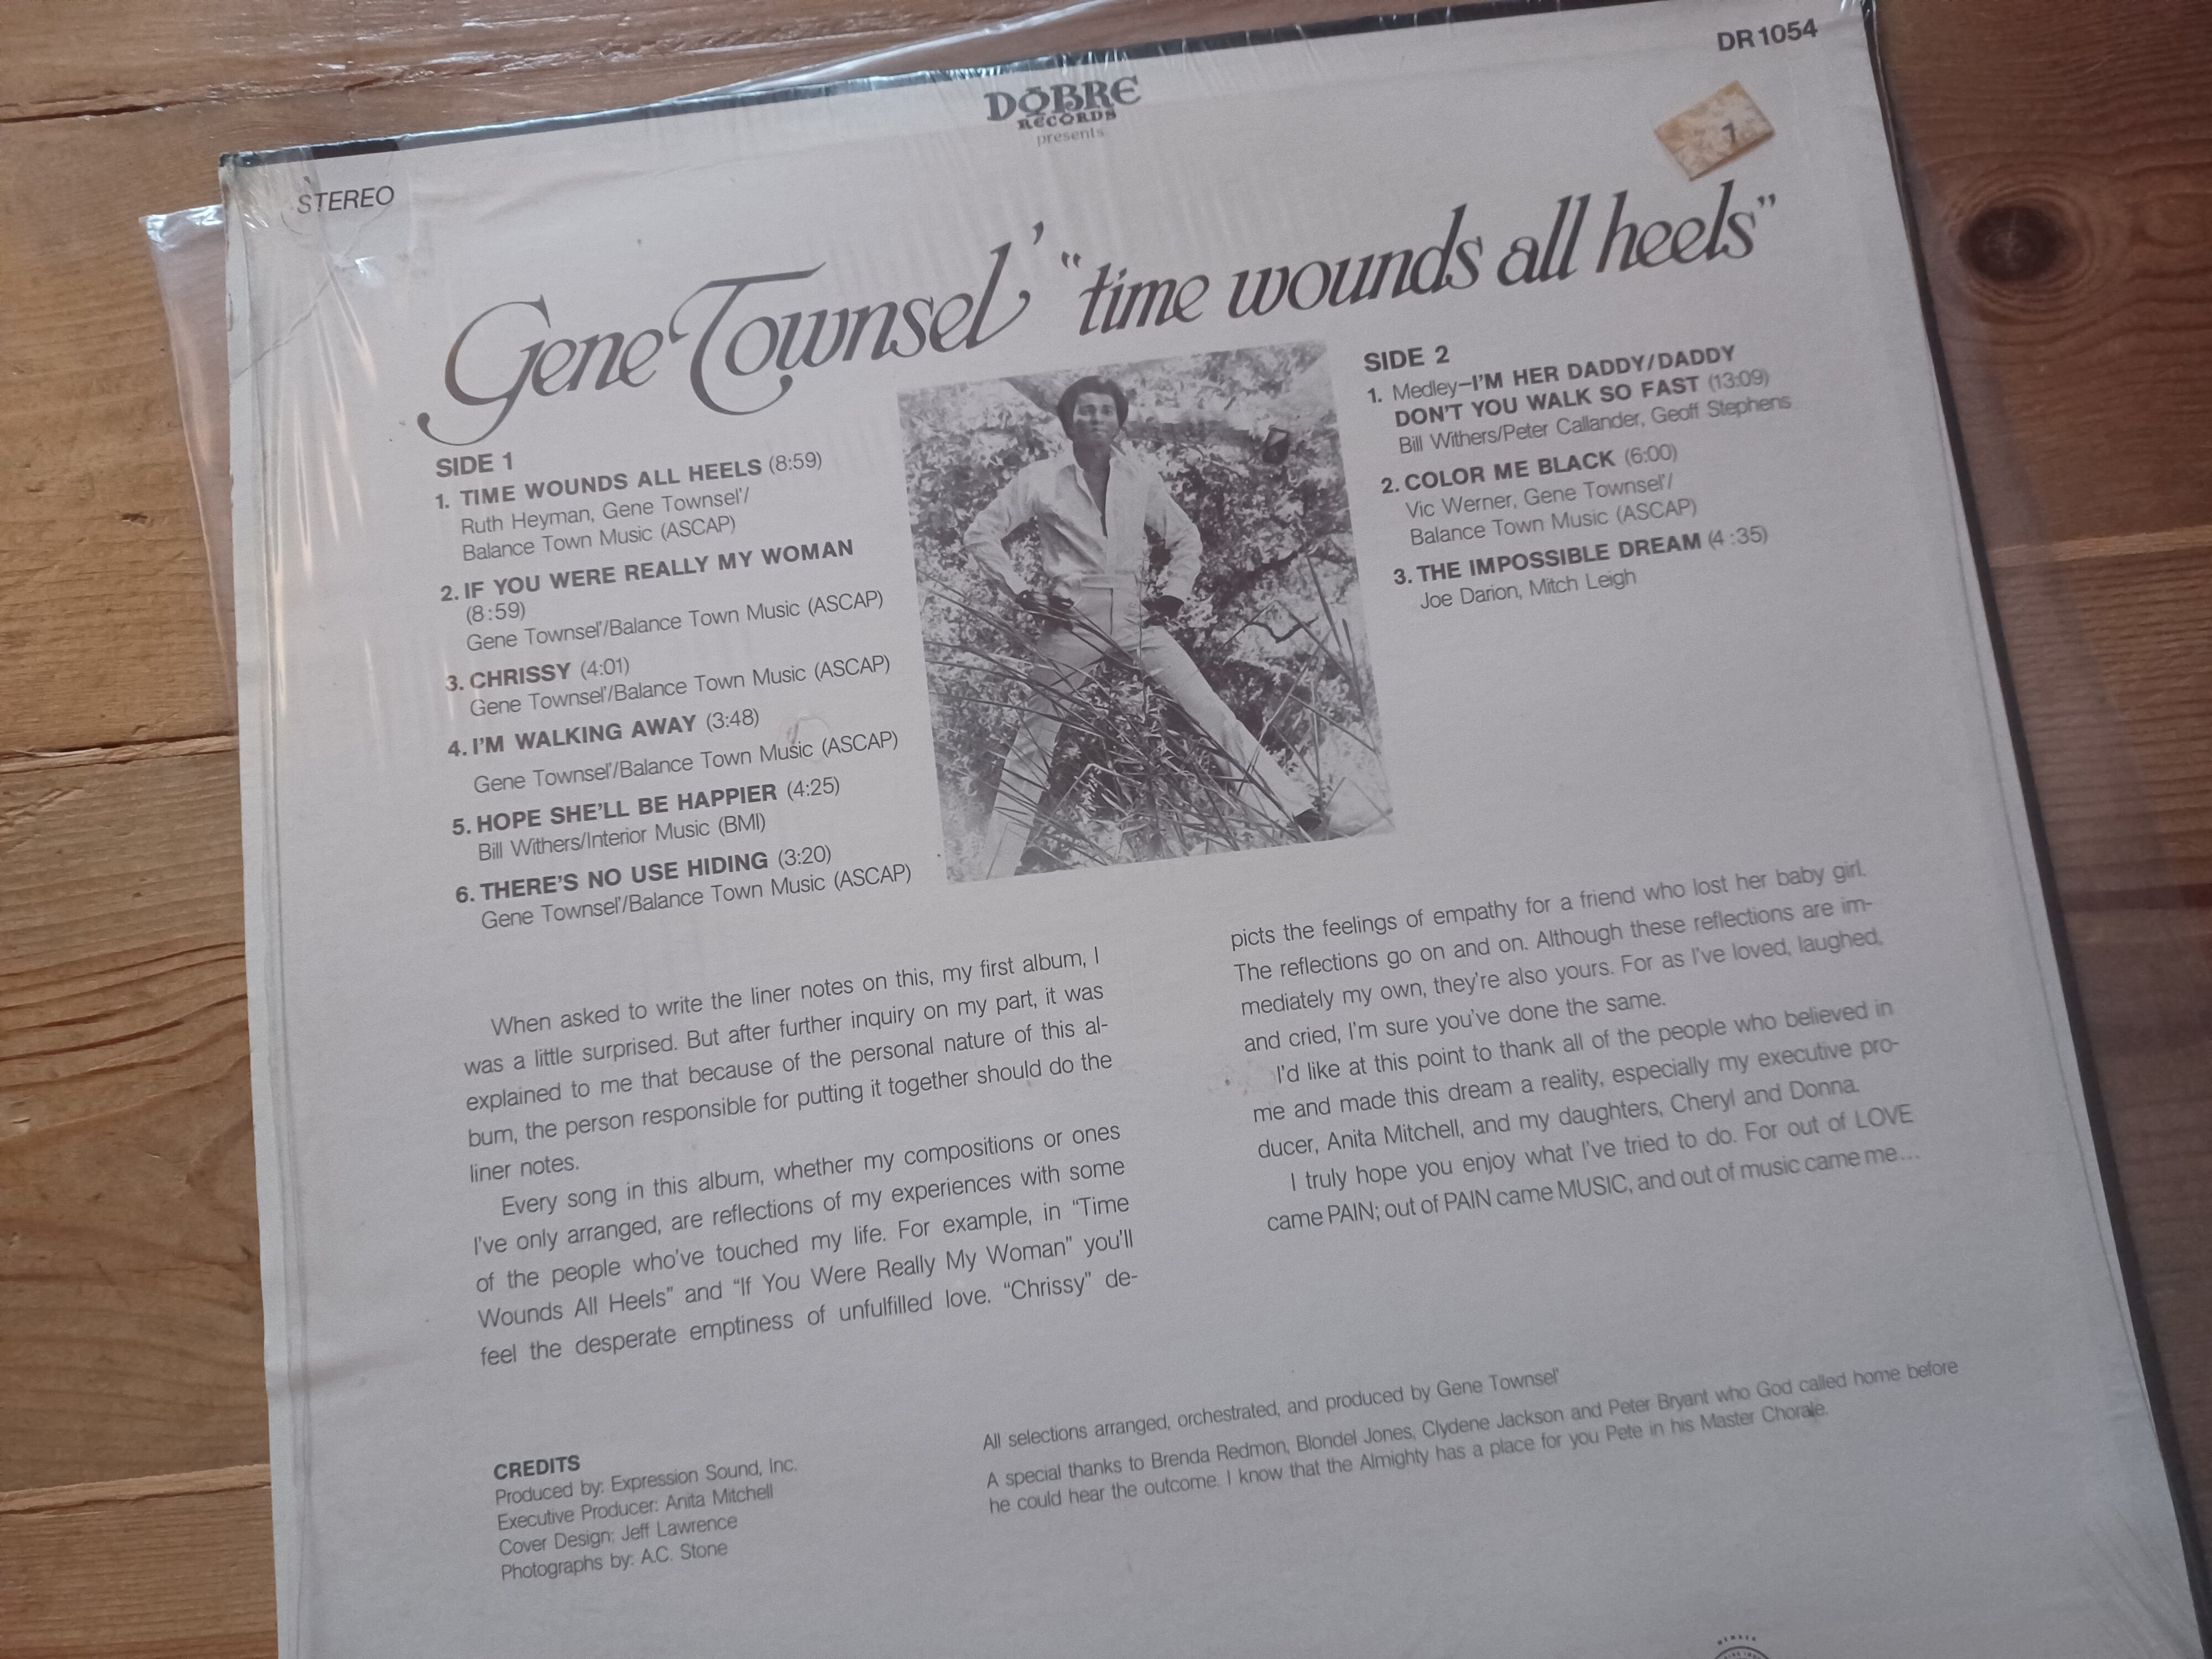 DR 1054
DOBRE
RECORDS
presents
STEREO
Gene Townsel' "time wounds all heels"
SIDE 1
1. TIME WOUNDS ALL HEELS (8:59)
Ruth Heyman, Gene Townsel'/
Balance Town Music (ASCAP)
2. IF YOU WERE REALLY MY WOMAN
(8:59)
Gene Townsel'/Balance Town Music (ASCAP)
3. CHRISSY (4:01)
Gene Townsel'/Balance Town Music (ASCAP)
4. I'M WALKING AWAY (3:48)
Gene Townsel'/Balance Town Music (ASCAP)
5. HOPE SHE'LL BE HAPPIER (4:25)
Bill Withers/Interior Music (BMI)
6. THERE'S NO USE HIDING (3:20)
Gene Townsel'/Balance Town Music (ASCAP)
SIDE 2
1. Medley—I'M HER DADDY/DADDY
DON'T YOU WALK SO FAST (13:09)
Bill Withers/Peter Callander, Geoff Stephens
2. COLOR ME BLACK (6:00)
Vic Werner, Gene Townsel'/
Balance Town Music (ASCAP)
3. THE IMPOSSIBLE DREAM (4:35)
Joe Darion, Mitch Leigh
When asked to write the liner notes on this, my first album, I
was a little surprised. But after further inquiry on my part, it was
explained to me that because of the personal nature of this al-
bum, the person responsible for putting it together should do the
liner notes.
Every song in this album, whether my compositions or ones
I've only arranged, are reflections of my experiences with some
of the people who've touched my life. For example, in "Time
Wounds All Heels" and "If You Were Really My Woman" you'll
feel the desperate emptiness of unfulfilled love. "Chrissy" de-
picts the feelings of empathy for a friend who lost her baby girl.
The reflections go on and on. Although these reflections are im-
mediately my own, they're also yours. For as I've loved, laughed,
and cried, I'm sure you've done the same.
I'd like at this point to thank all of the people who believed in
me and made this dream a reality, especially my executive pro-
ducer, Anita Mitchell, and my daughters, Cheryl and Donna.
I truly hope you enjoy what I've tried to do. For out of LOVE
came PAIN; out of PAIN came MUSIC, and out of music came me...
CREDITS
Produced by: Expression Sound, Inc.
Executive Producer: Anita Mitchell
Cover Design: Jeff Lawrence
Photographs by: A.C. Stone
All selections arranged, orchestrated, and produced by Gene Townsel'
A special thanks to Brenda Redmon, Blondel Jones, Clydene Jackson and Peter Bryant who God called home before
he could hear the outcome. I know that the Almighty has a place for you Pete in his Master Chorale.